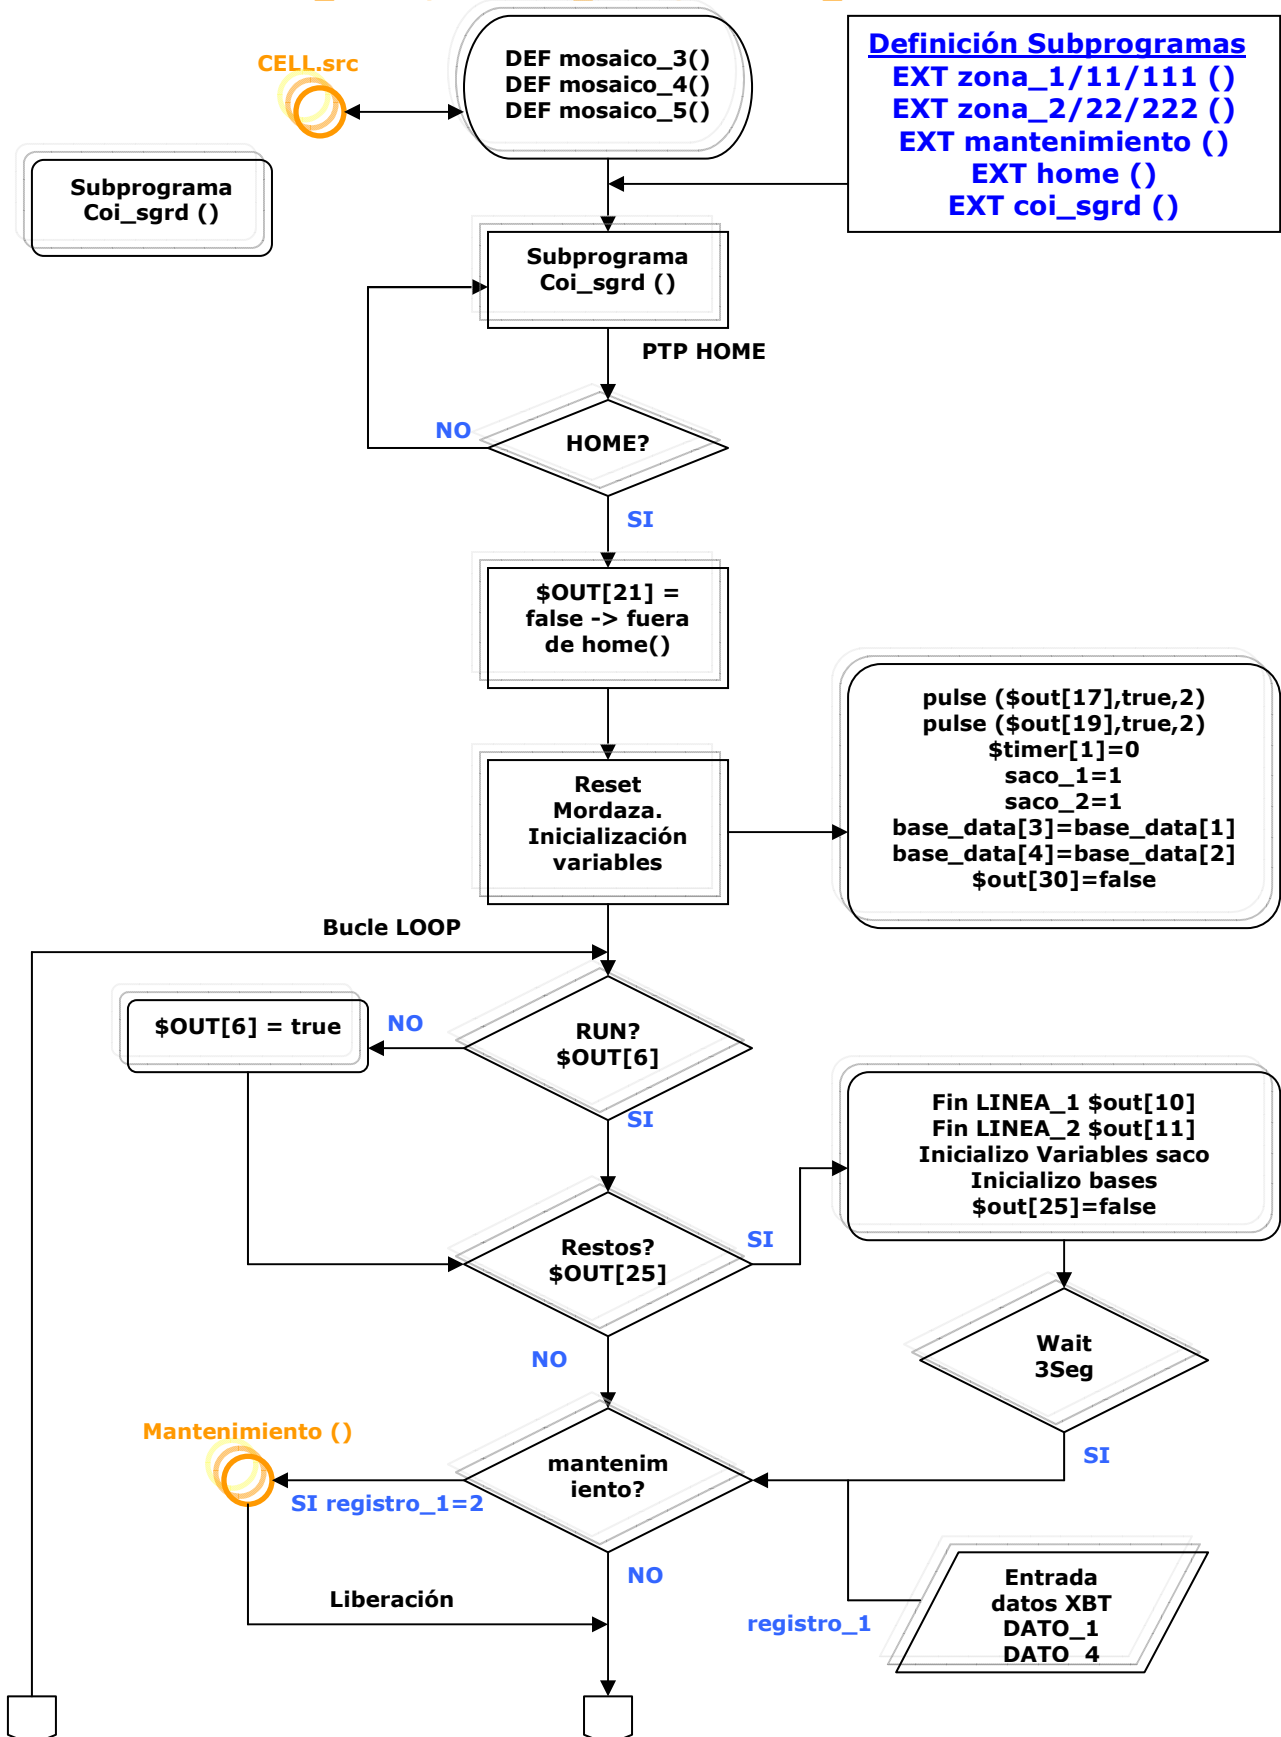 CELL.src
DEF mosaico_3()
DEF mosaico_4()
DEF mosaico_5()
Definición Subprogramas
EXT zona_1/11/111 ()
EXT zona_2/22/222 ()
EXT mantenimiento ()
EXT home ()
EXT coi_sgrd ()
Subprograma
Coi_sgrd ()
Subprograma
Coi_sgrd ()
PTP HOME
NO
HOME?
SI
$OUT[21] =
false -> fuera
de home()
Reset
Mordaza.
Inicialización
variables
pulse ($out[17],true,2)
pulse ($out[19],true,2)
$timer[1]=0
saco_1=1
saco_2=1
base_data[3]=base_data[1]
base_data[4]=base_data[2]
$out[30]=false
Bucle LOOP
$OUT[6] = true
NO
RUN?
$OUT[6]
SI
Fin LINEA_1 $out[10]
Fin LINEA_2 $out[11]
Inicializo Variables saco
Inicializo bases
$out[25]=false
Restos?
$OUT[25]
SI
NO
Wait
3Seg
SI
Mantenimiento ()
mantenim
iento?
SI registro_1=2
NO
Liberación
registro_1
Entrada
datos XBT
DATO_1
DATO_4